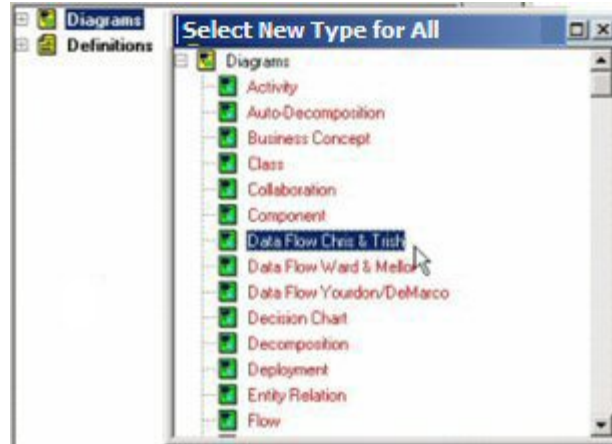 Diagrams
Definitions
Select New Type for All
Diagrams
Activity
Auto-Decomposition
Business Concept
Class
Collaboration
Component
Data Flow Chris & Trish
Data Flow Ward & Mellor
Data Flow Yourdon/DeMarco
Decision Chart
Decomposition
Deployment
Entity Relation
Flow